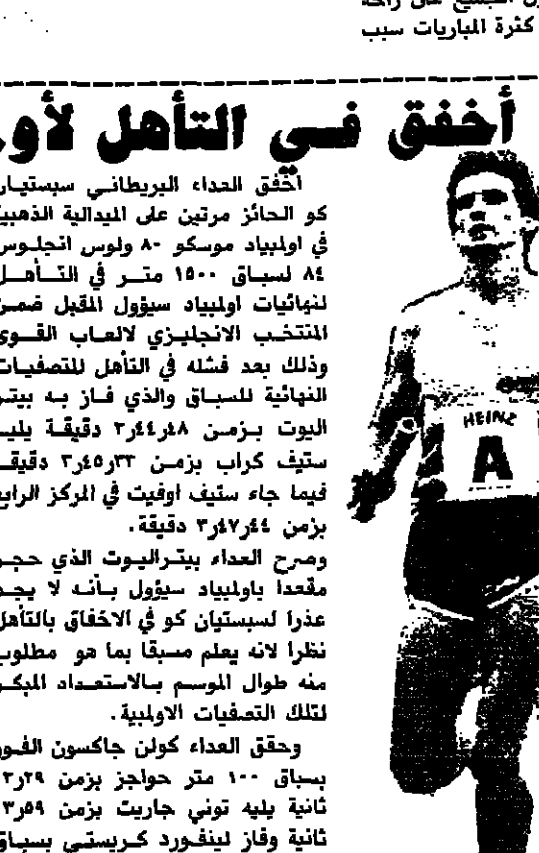 كثرة المباريات سبب
أخفق في التأهل لأو
أخفق العداء البريطاني سبستيان
كو الحائز مرتين على الميدالية الذهبية
في اولمبياد موسكو -٨٠ ولوس انجلوس
٨٤ لسباق ١٥٠٠ متر في التأهل
لنهائيات اولمبياد سيؤول المقبل ضمن
المنتخب الانجليزي لالعاب القوى
وذلك بعد فشله في التأهل للتصفيات
النهائية للسباق والذي فاز به بيتر
اليوت بزمن ٤٨ر٤٤ر٣ دقيقة يليه
ستيف كراب بزمن ٣٣ر٤٥ر٣ دقيقة
فيما جاء ستيف اوفيت في المركز الرابع
بزمن ٤٤ر٤٧ر٣ دقيقة.
وصرح العداء بيتراليوت الذي حجز
مقعدا باولمبياد سيؤول بأنه لا يجد
عذرا لسبستيان كو في الاخفاق بالتأهل
نظرا لانه يعلم مسبقا بما هو مطلوب
منه طوال الموسم بالاستعداد المبكر
لتلك التصفيات الاولمبية.
وحقق العداء كولن جاكسون الفوز
بسباق ١٠٠ متر حواجز بزمن ٢٩ر١٣
ثانية يليه توني جاريت بزمن ٥٩ر١٣
ثانية وفاز لينفورد كريستي بسباق
HEINZ
A